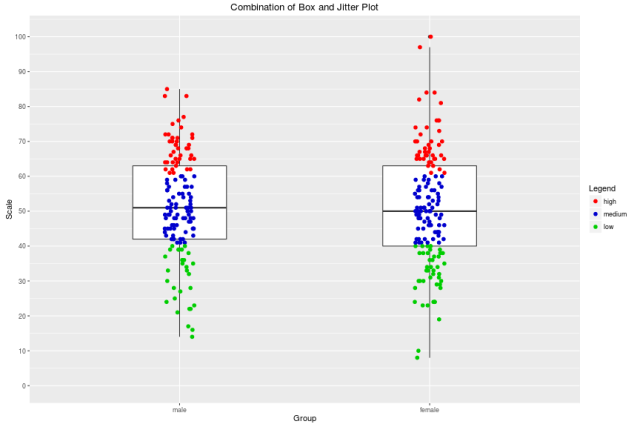 Combination of Box and Jitter Plot
100
90
80
70
60
50
40
30
20
10
0
Scale
male
female
Group
Legend
high
medium
low